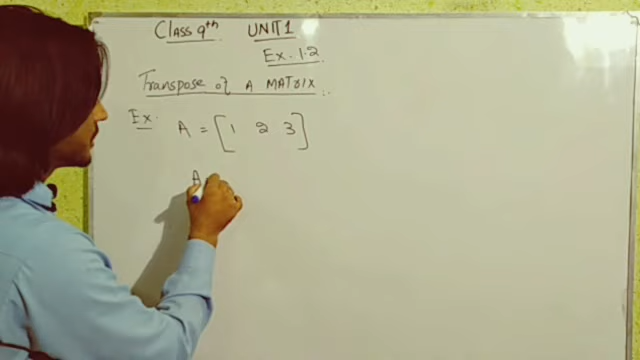 Class 9th UNIT 1
Ex. 1.2
Transpose of A MATrIX :.
Ex.
A = [1 2 3]
A